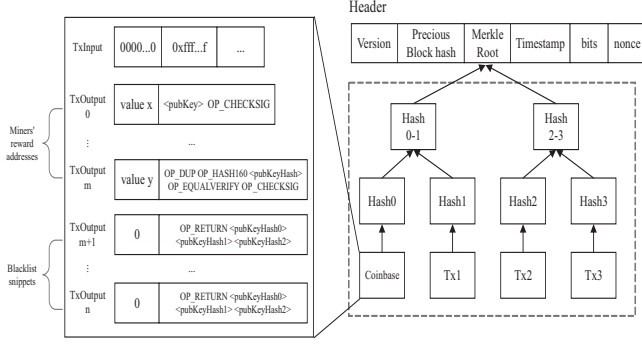 Header
Version
Precious
Block hash
Merkle
Root
Timestamp
bits
nonce
TxInput
0000...0
0xfff...f
...
TxOutput
0
value x
<pubKey> OP_CHECKSIG
Miners'
reward
addresses
...
...
TxOutput
m
value y
OP_DUP OP_HASH160 <pubKeyHash>
OP_EQUALVERIFY OP_CHECKSIG
TxOutput
m+1
0
OP_RETURN <pubKeyHash0>
<pubKeyHash1> <pubKeyHash2>
Blacklist
snippets
...
...
TxOutput
n
0
OP_RETURN <pubKeyHash0>
<pubKeyHash1> <pubKeyHash2>
Hash
0-1
Hash
2-3
Hash0
Hash1
Hash2
Hash3
Coinbase
Tx1
Tx2
Tx3